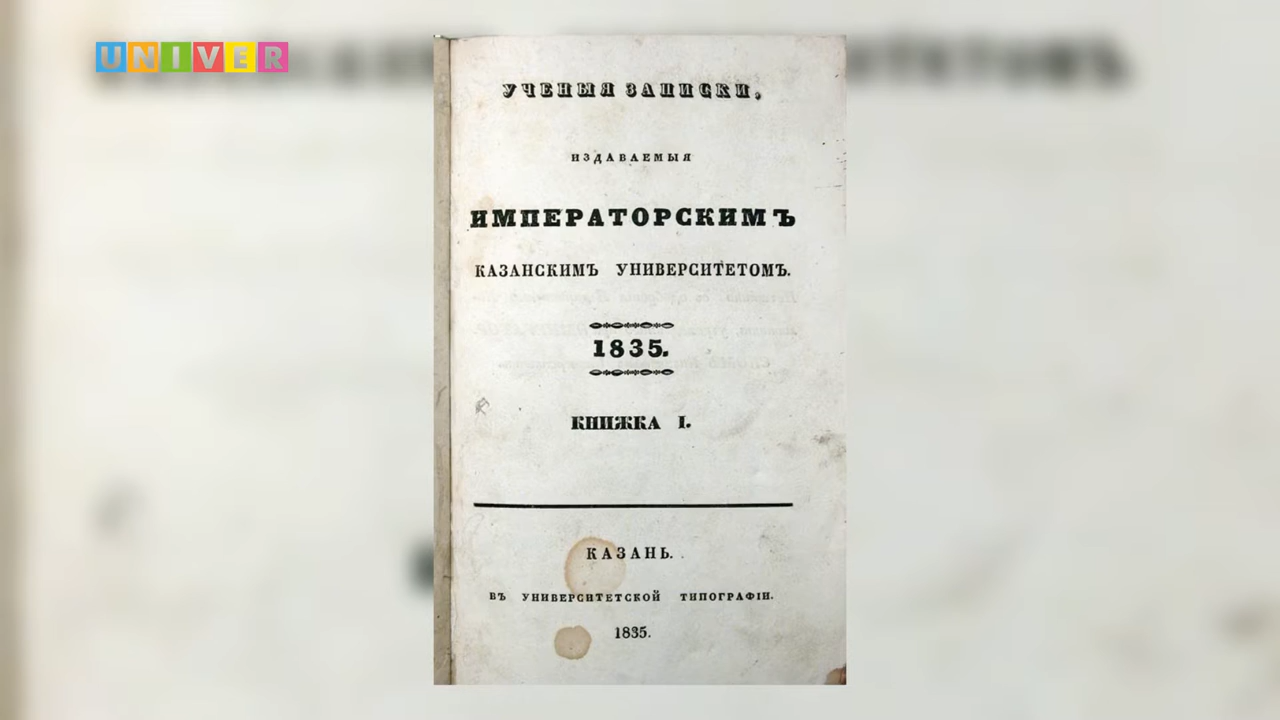 UNIVER
УЧЕНЫЯ ЗАПИСКИ,
ИЗДАВАЕМЫЯ
ИМПЕРАТОРСКИМЪ
КАЗАНСКИМЪ УНИВЕРСИТЕТОМЪ.
1835.
КНИЖКА I.
КАЗАНЬ.
ВЪ УНИВЕРСИТЕТСКОЙ ТИПОГРАФІИ.
1835.